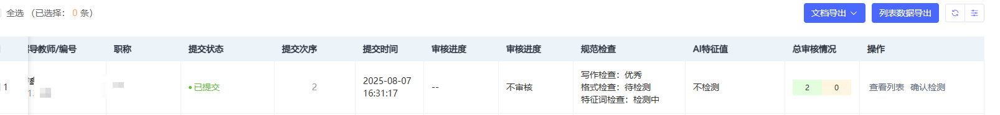 全选 (已选择: 0 条)
文档导出
列表数据导出
导教师/编号 职称 提交状态 提交次序 提交时间 审核进度 审核进度 规范检查 AI特征值 总审核情况 操作
1 已提交 2 2025-08-07 16:31:17 -- 不审核
写作检查: 优秀
格式检查: 待检测
特征词检查: 检测中
不检测
2 0
查看列表 确认检测